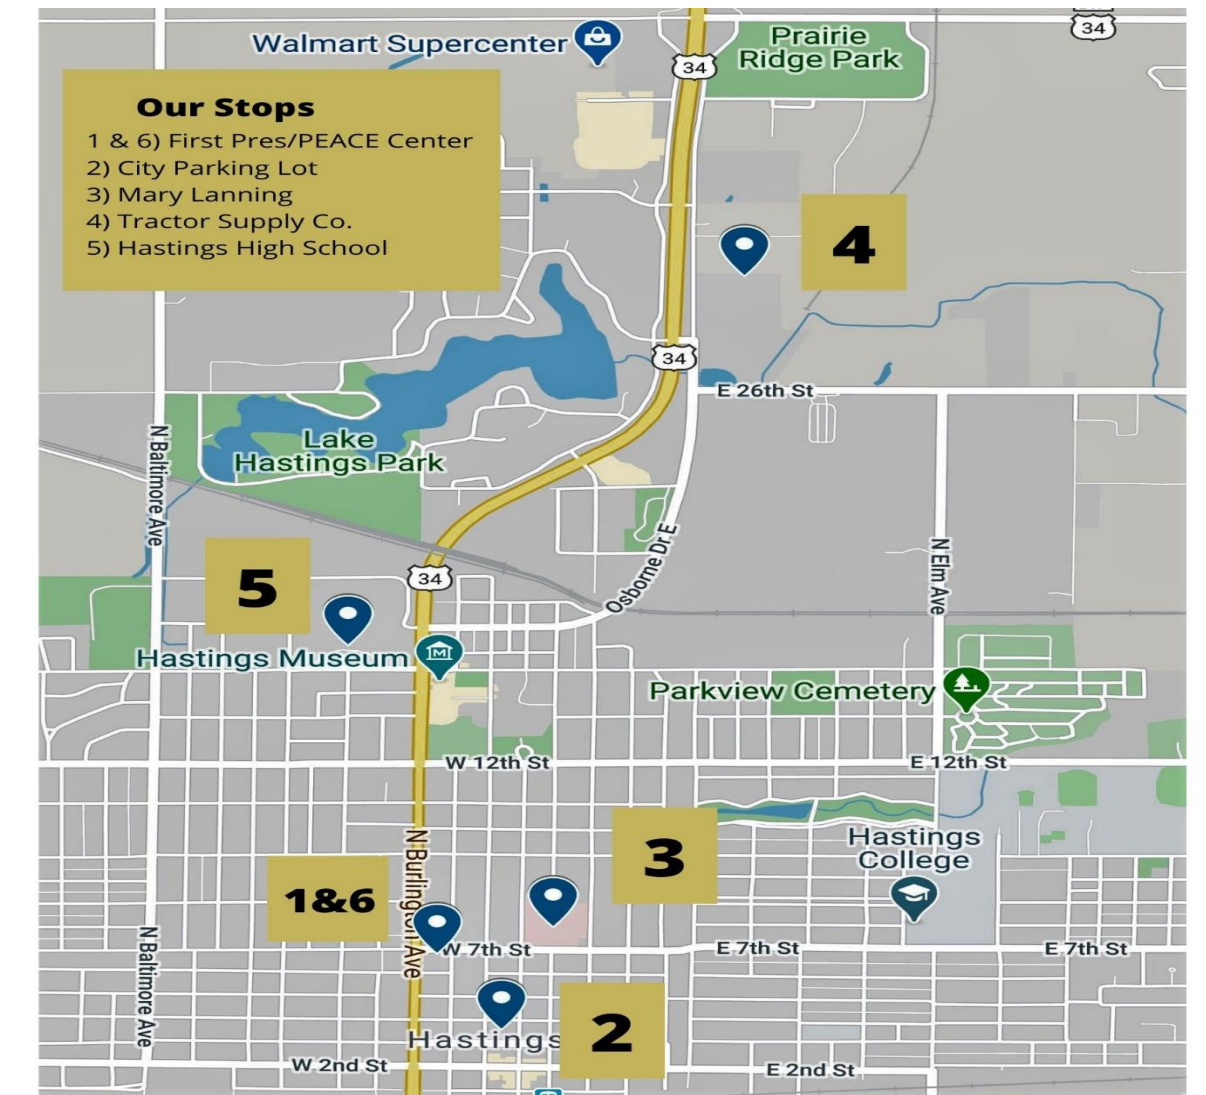 Walmart Supercenter
34
Prairie
Ridge Park
34
Our Stops
1 & 6) First Pres/PEACE Center
2) City Parking Lot
3) Mary Lanning
4) Tractor Supply Co.
5) Hastings High School
4
34
E 26th St
Lake
Hastings Park
N Baltimore Ave
Osborne Dr E
N Elm Ave
34
5
Hastings Museum
M
Parkview Cemetery
W 12th St
E 12th St
3
Hastings
College
1&6
N Burlington Ave
W 7th St
E 7th St
E 7th St
N Baltimore Ave
2
Hastings
W 2nd St
E 2nd St